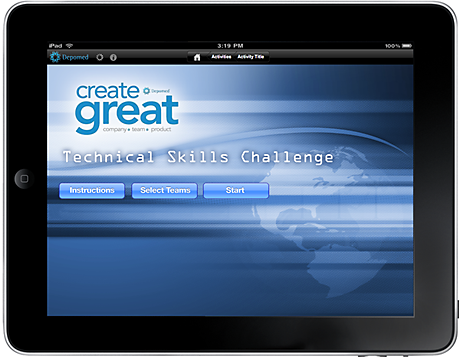 iPad 3:19 PM 100%
Depomed Activities Activity Title
create Depomed
great
company • team • product
Technical Skills Challenge
Instructions Select Teams Start